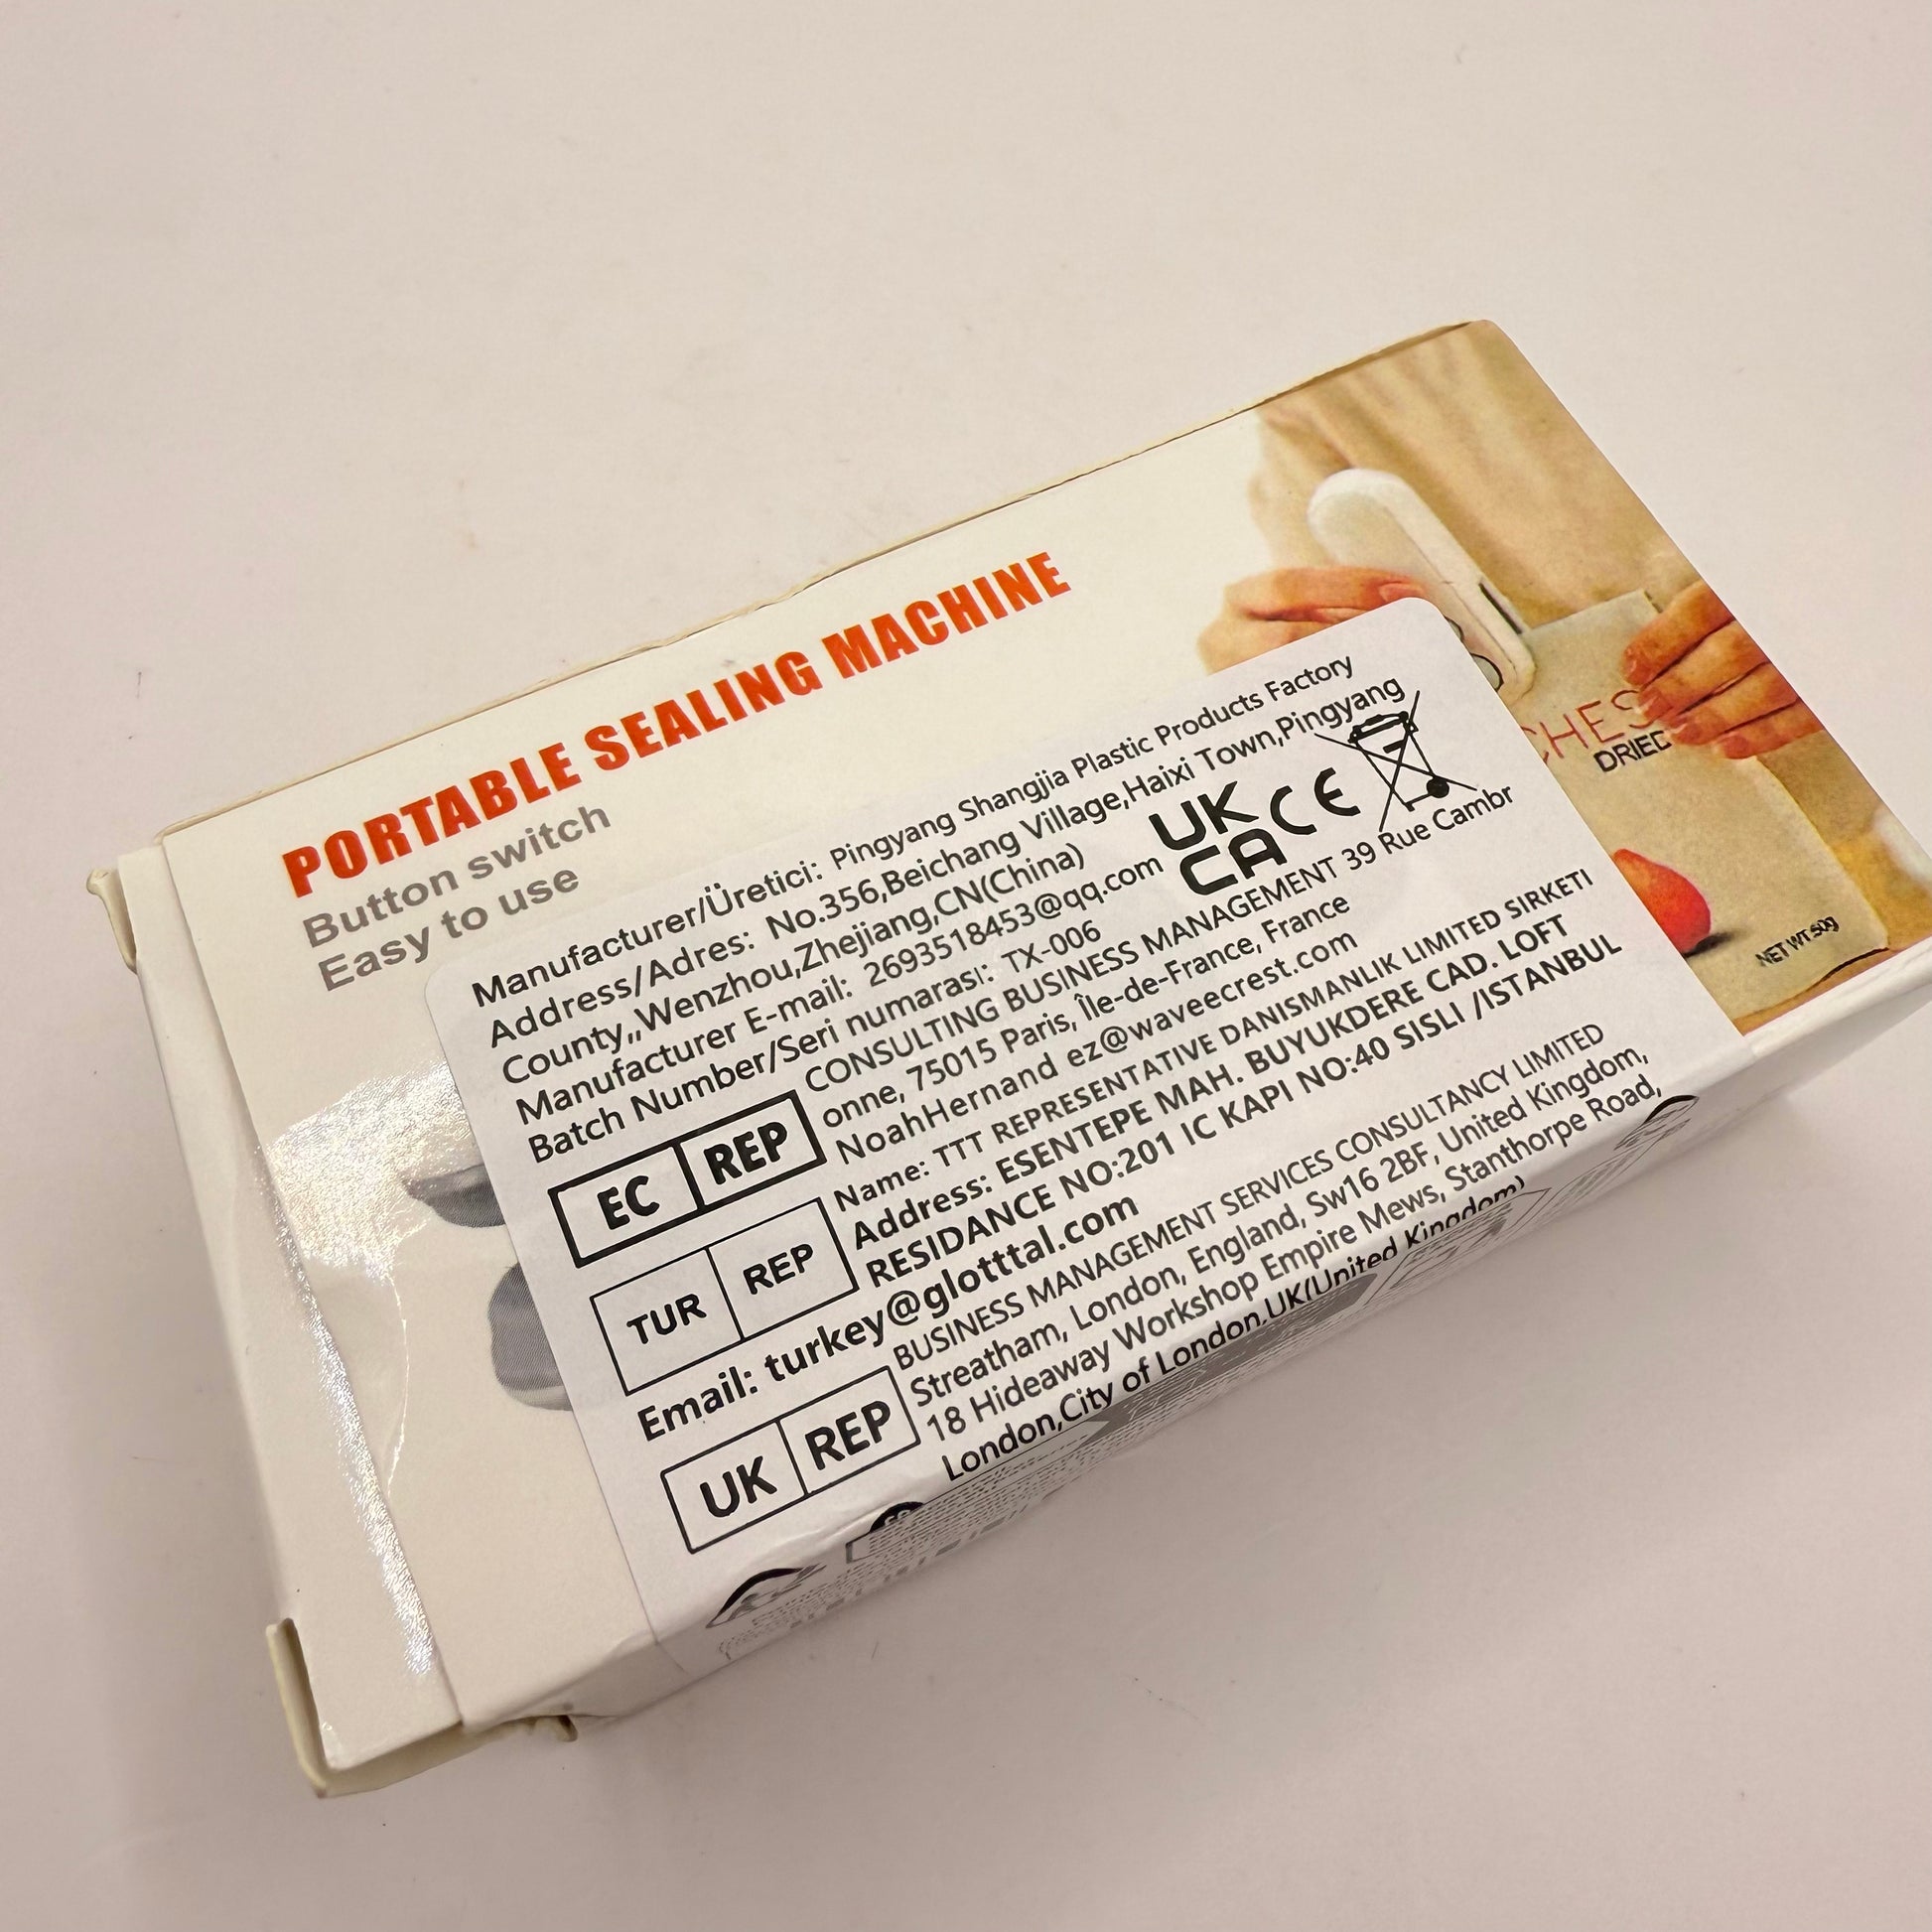 PORTABLE SEALING MACHINE
Button switch
Easy to use
CHES
DRIED
NET WT.50g
Manufacturer/Üretici: Pingyang Shangjia Plastic Products Factory
Address/Adres: No.356,Beichang Village,Haixi Town,Pingyang
County,,Wenzhou,Zhejiang,CN(China)
Manufacturer E-mail: 2693518453@qq.com
Batch Number/Seri numarası: TX-006
UK
CA CE
EC REP
CONSULTING BUSINESS MANAGEMENT 39 Rue Cambr
onne, 75015 Paris, Île-de-France, France
NoahHernand ez@waveecrest.com
TUR REP
Name: TTT REPRESENTATIVE DANISMANLIK LIMITED SIRKETI
Address: ESENTEPE MAH. BUYUKDERE CAD. LOFT
RESIDANCE NO:201 IC KAPI NO:40 SISLI /ISTANBUL
Email: turkey@glotttal.com
UK REP
BUSINESS MANAGEMENT SERVICES CONSULTANCY LIMITED
Streatham, London, England, Sw16 2BF, United Kingdom,
18 Hideaway Workshop Empire Mews, Stanthorpe Road,
London,City of London,UK(United Kingdom)